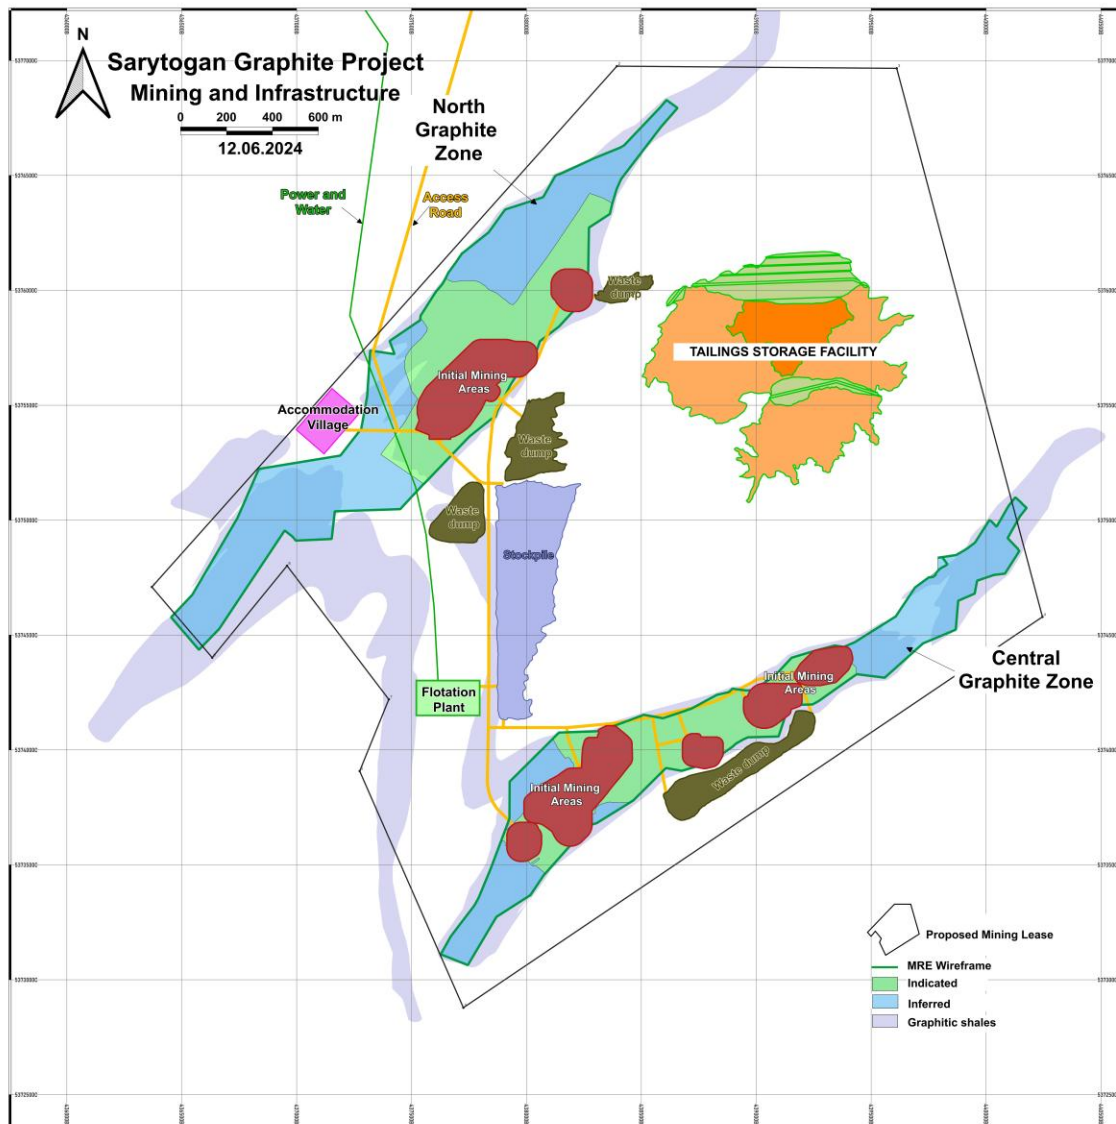 N
Sarytogan Graphite Project
Mining and Infrastructure
0 200 400 600 m
12.06.2024
North
Graphite
Zone
Power and
Water
Access
Road
Waste
dump
TAILINGS STORAGE FACILITY
Initial Mining
Areas
Accommodation
Village
Waste
dump
Waste
dump
Stockpile
Flotation
Plant
Initial Mining
Areas
Central
Graphite Zone
Waste dump
Initial Mining
Areas
Proposed Mining Lease
MRE Wireframe
Indicated
Inferred
Graphitic shales